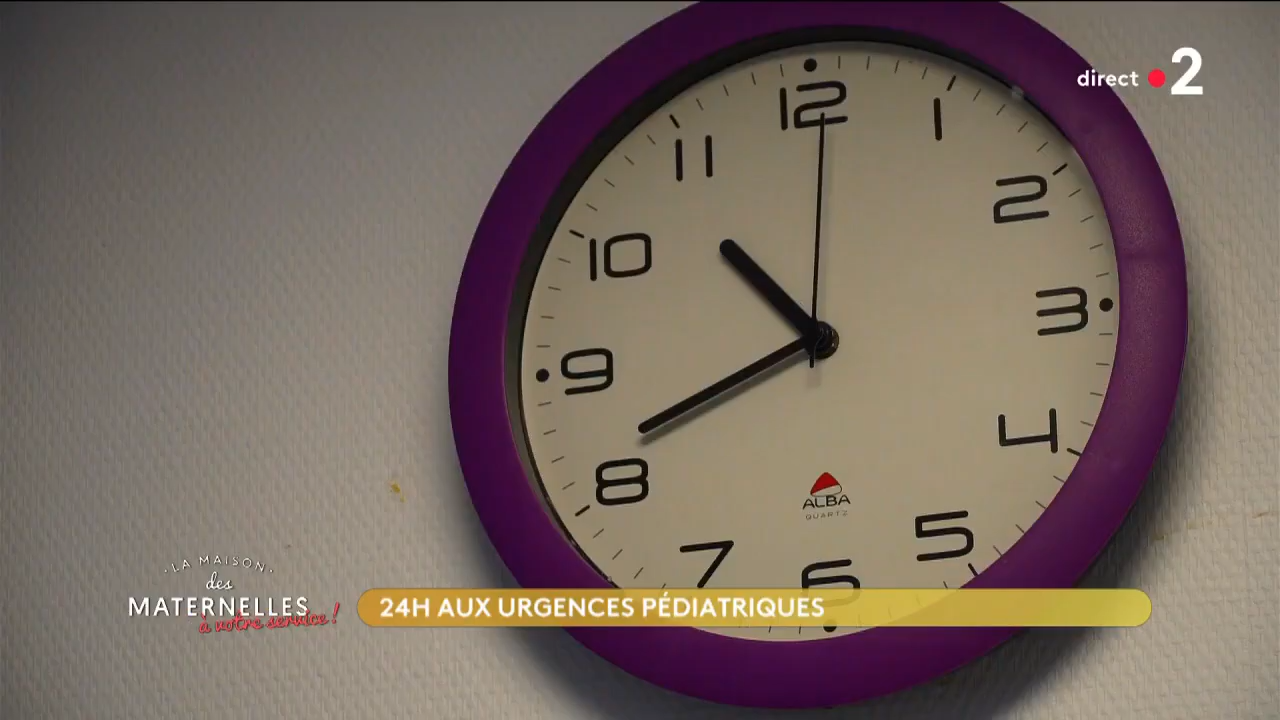 direct 2
12
11
1
10
2
9
3
8
4
7
5
6
ALBA
QUARTZ
LA MAISON
des
MATERNELLES
à votre service !
24H AUX URGENCES PÉDIATRIQUES